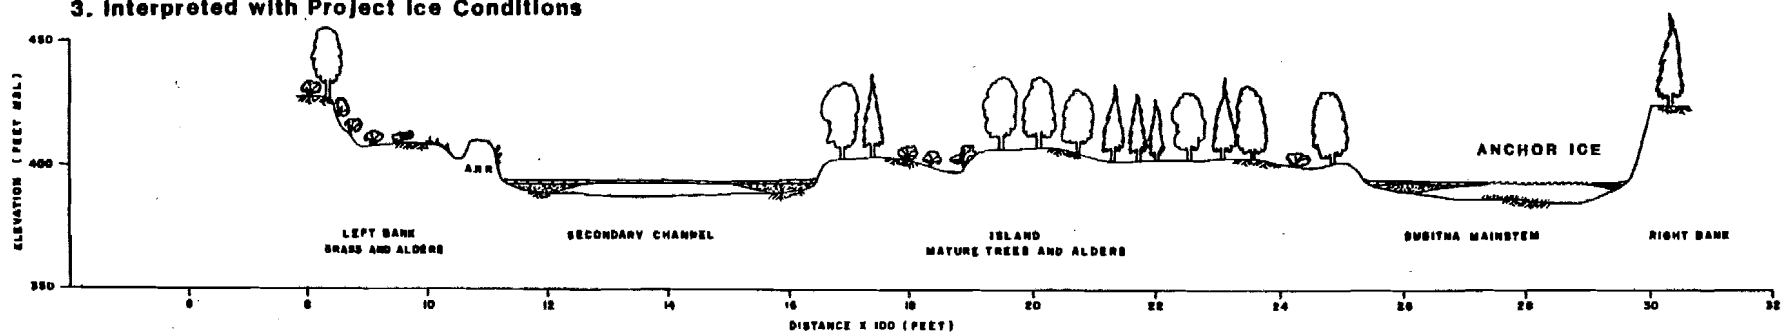 3. Interpreted with Project Ice Conditions
ELEVATION (FEET MSL)
450
400
350
ARR
ANCHOR ICE
LEFT BANK
GRASS AND ALDERS
SECONDARY CHANNEL
ISLAND
MATURE TREES AND ALDERS
SUSITNA MAINSTEM
RIGHT BANK
6 8 10 12 14 16 18 20 22 24 26 28 30 32
DISTANCE X 100 (FEET)